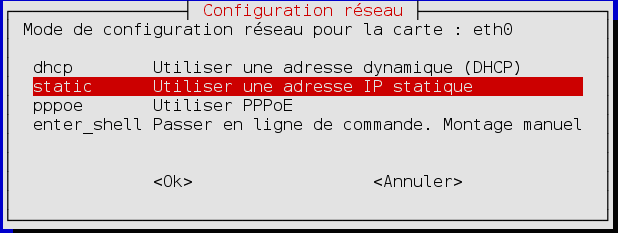 Configuration réseau
Mode de configuration réseau pour la carte : eth0
dhcp Utiliser une adresse dynamique (DHCP)
static Utiliser une adresse IP statique
pppoe Utiliser PPPoE
enter_shell Passer en ligne de commande. Montage manuel
<Ok> <Annuler>